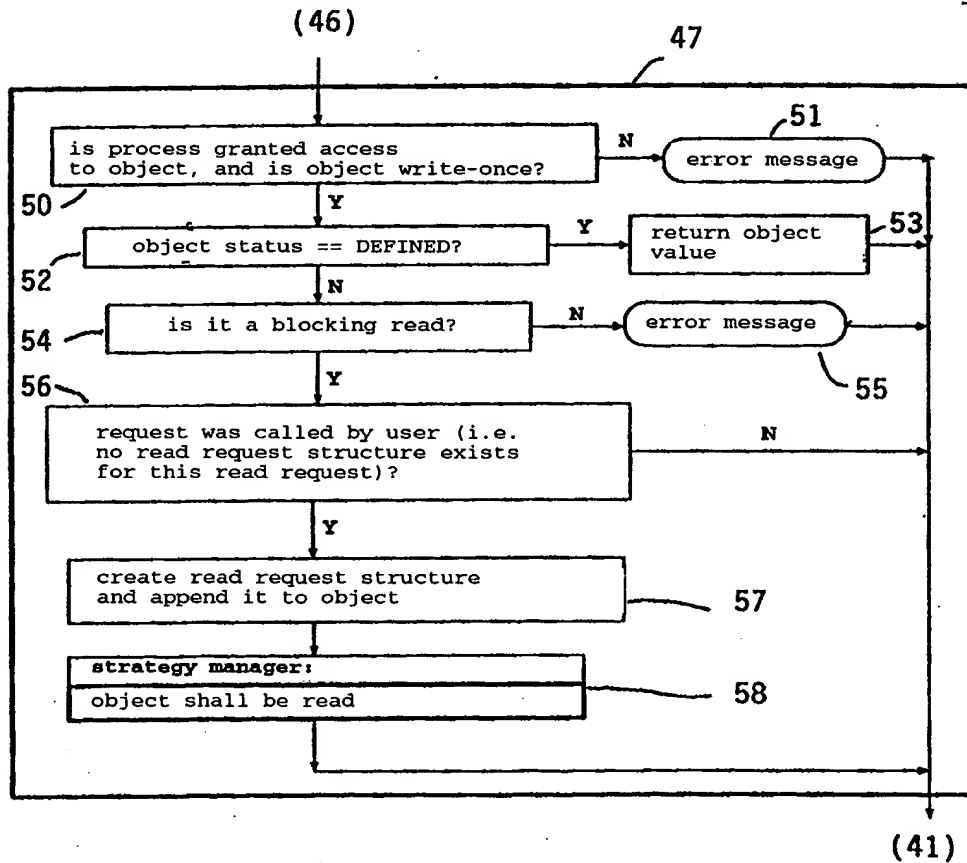 (46)
47
is process granted access
to object, and is object write-once?
N
error message
51
50
Y
object status == DEFINED?
Y
return object
value
53
52
N
is it a blocking read?
N
error message
54
55
Y
56
request was called by user (i.e.
no read request structure exists
for this read request)?
N
Y
create read request structure
and append it to object
57
strategy manager:
object shall be read
58
(41)